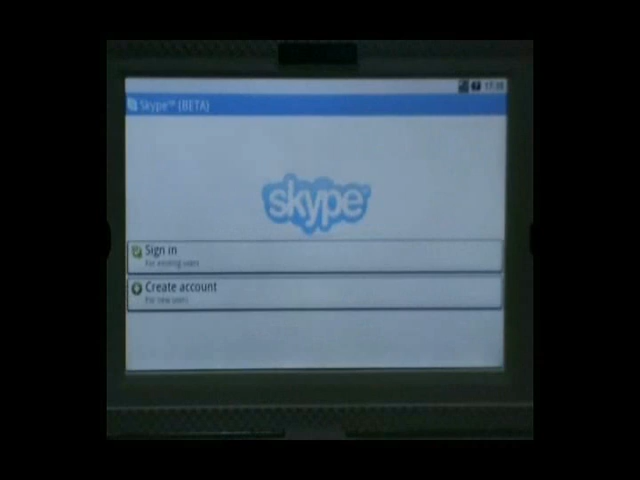 Skype™ (BETA)
skype
Sign in
For existing users
Create account
For new users